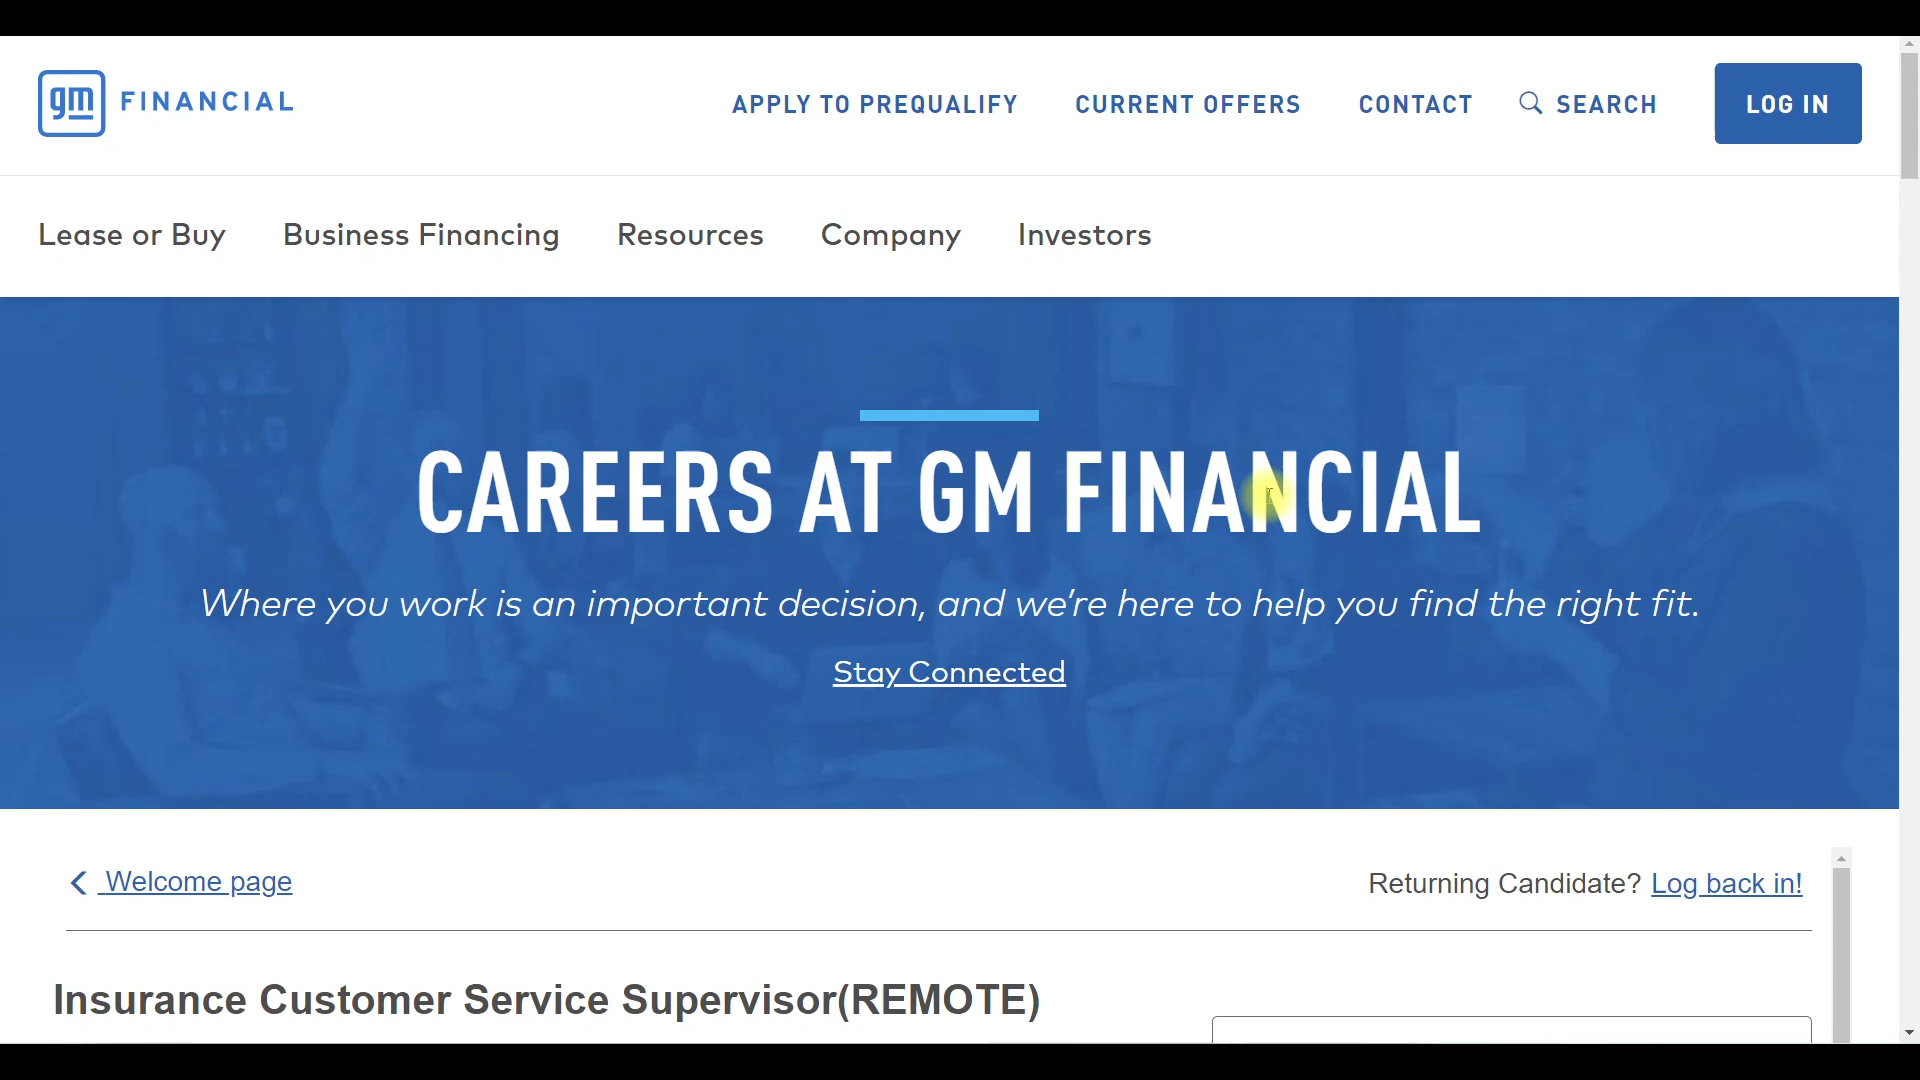 gm FINANCIAL
APPLY TO PREQUALIFY CURRENT OFFERS CONTACT SEARCH LOG IN
Lease or Buy Business Financing Resources Company Investors
CAREERS AT GM FINANCIAL
Where you work is an important decision, and we're here to help you find the right fit.
Stay Connected
Welcome page Returning Candidate? Log back in!
Insurance Customer Service Supervisor(REMOTE)